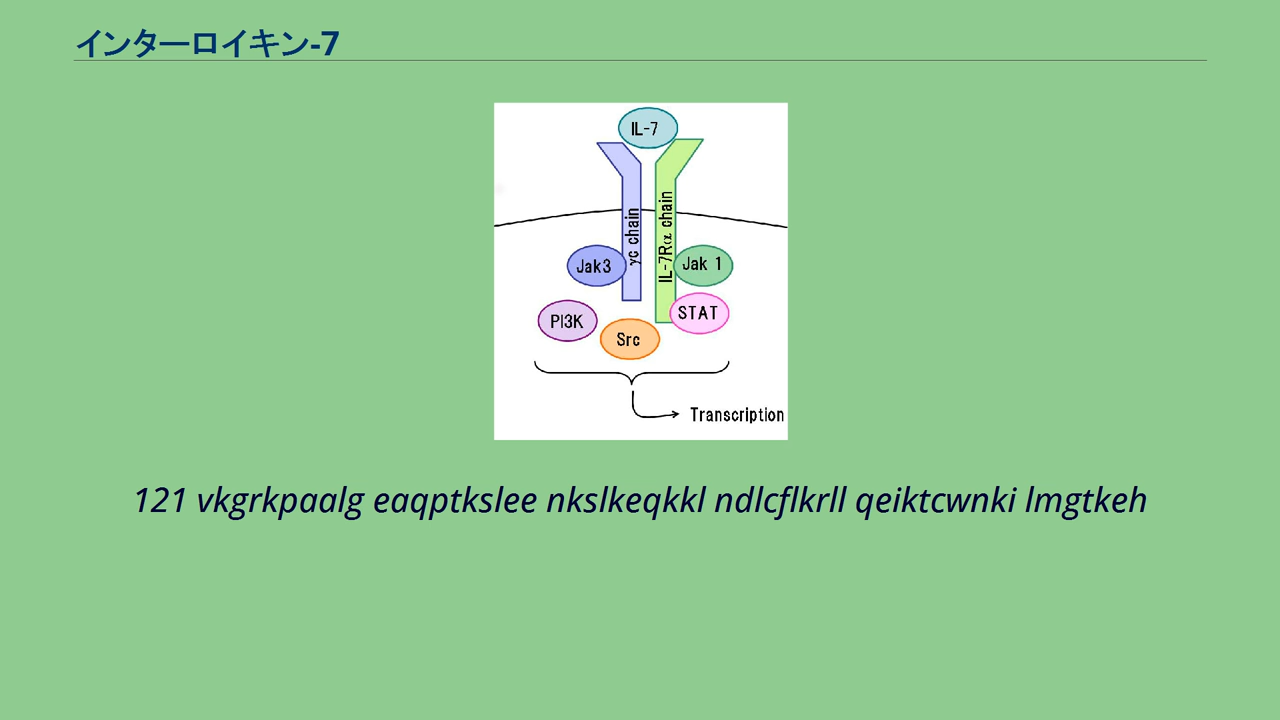 インターロイキン-7
IL-7
γc chain
IL-7Rα chain
Jak3
Jak 1
PI3K
Src
STAT
Transcription
121 vkgrkpaalg eaqptkslee nkslkeqkkl ndlcflkrll qeiktcwnki lmgtkeh